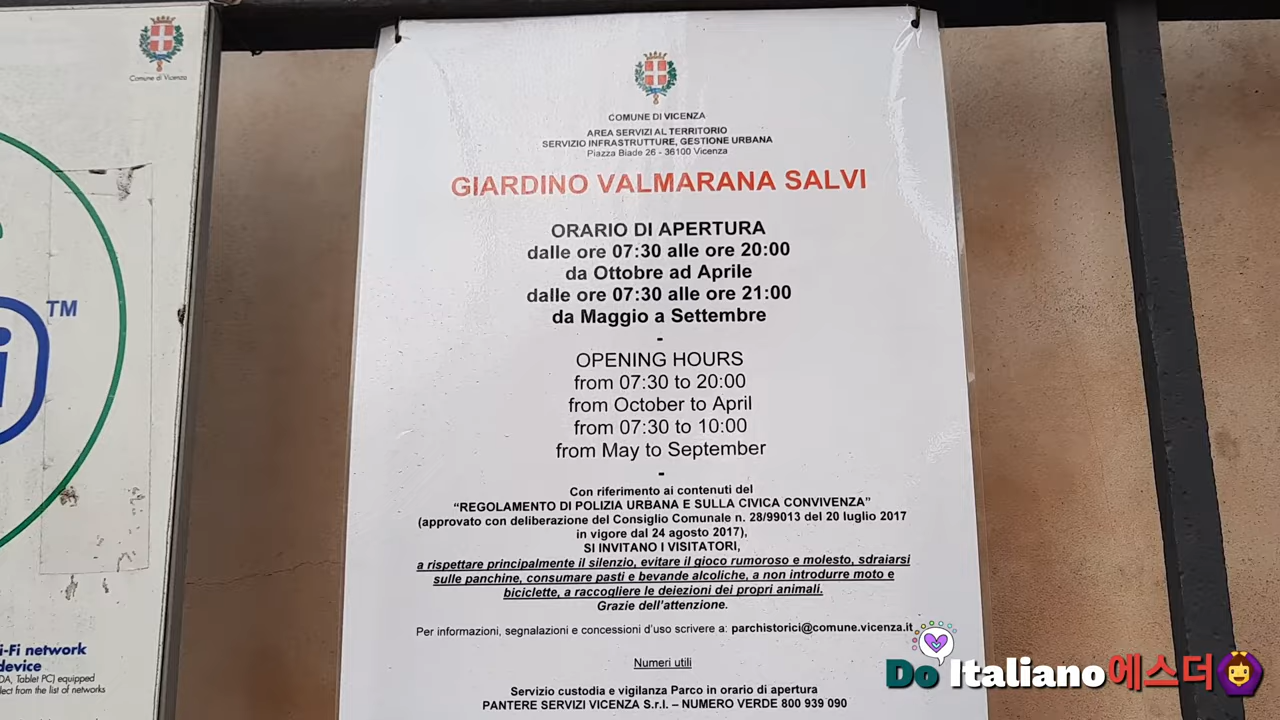 Comune di Vicenza
TM
i
i-Fi network
device
DA, Tablet PC) equipped
lect from the list of networks
COMUNE DI VICENZA
AREA SERVIZI AL TERRITORIO
SERVIZIO INFRASTRUTTURE, GESTIONE URBANA
Piazza Biade 26 - 36100 Vicenza
GIARDINO VALMARANA SALVI
ORARIO DI APERTURA
dalle ore 07:30 alle ore 20:00
da Ottobre ad Aprile
dalle ore 07:30 alle ore 21:00
da Maggio a Settembre
-
OPENING HOURS
from 07:30 to 20:00
from October to April
from 07:30 to 10:00
from May to September
-
Con riferimento ai contenuti del
“REGOLAMENTO DI POLIZIA URBANA E SULLA CIVICA CONVIVENZA”
(approvato con deliberazione del Consiglio Comunale n. 28/99013 del 20 luglio 2017
in vigore dal 24 agosto 2017),
SI INVITANO I VISITATORI,
a rispettare principalmente il silenzio, evitare il gioco rumoroso e molesto, sdraiarsi
sulle panchine, consumare pasti e bevande alcoliche, a non introdurre moto e
biciclette, a raccogliere le deiezioni dei propri animali.
Grazie dell’attenzione.
Per informazioni, segnalazioni e concessioni d’uso scrivere a: parchistorici@comune.vicenza.it
Numeri utili
Servizio custodia e vigilanza Parco in orario di apertura
PANTERE SERVIZI VICENZA S.r.l. – NUMERO VERDE 800 939 090
Do Italiano에스더